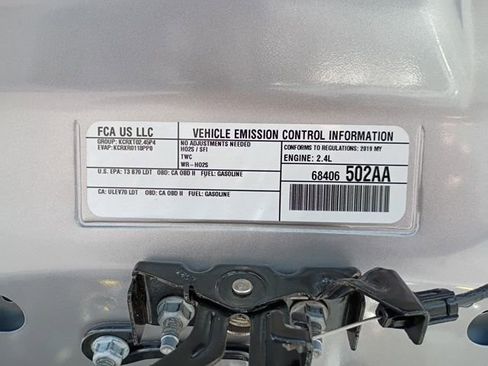 FCA US LLC
VEHICLE EMISSION CONTROL INFORMATION
GROUP: KCRXT02.45P4
EVAP: KCRXR0118PP0
NO ADJUSTMENTS NEEDED
HO2S / SFI
TWC
WR-HO2S
CONFORMS TO REGULATIONS: 2019 MY
ENGINE: 2.4L
U.S. EPA: T3 B70 LDT OBD: CA OBD II FUEL: GASOLINE
CA: ULEV70 LDT OBD: CA OBD II FUEL: GASOLINE
68406 502AA